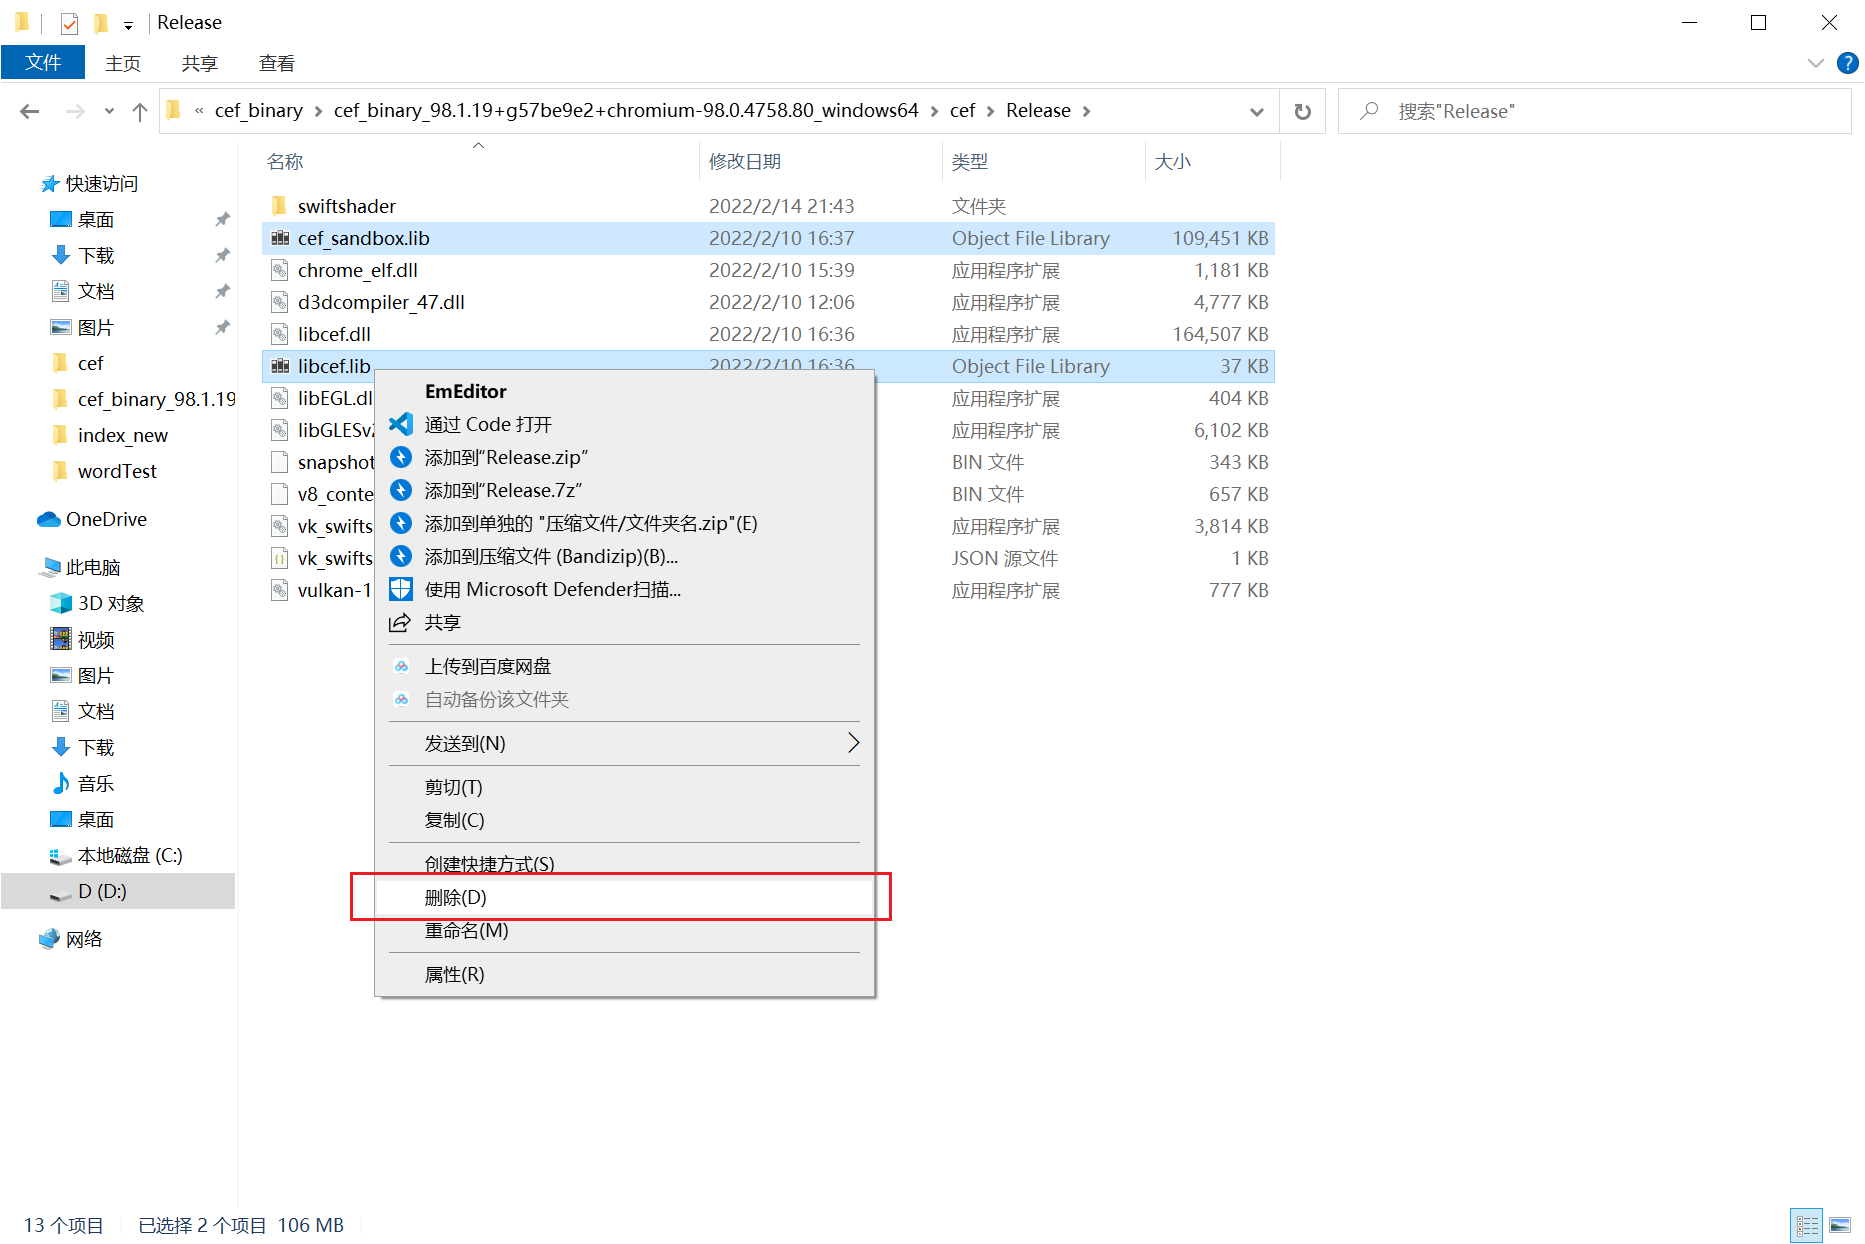 Release
文件 主页 共享 查看
« cef_binary › cef_binary_98.1.19+g57be9e2+chromium-98.0.4758.80_windows64 › cef › Release ›
搜索"Release"
名称 修改日期 类型 大小
快速访问
桌面
下载
文档
图片
cef
cef_binary_98.1.19
index_new
wordTest
OneDrive
此电脑
3D 对象
视频
图片
文档
下载
音乐
桌面
本地磁盘 (C:)
D (D:)
网络
swiftshader 2022/2/14 21:43 文件夹
cef_sandbox.lib 2022/2/10 16:37 Object File Library 109,451 KB
chrome_elf.dll 2022/2/10 15:39 应用程序扩展 1,181 KB
d3dcompiler_47.dll 2022/2/10 12:06 应用程序扩展 4,777 KB
libcef.dll 2022/2/10 16:36 应用程序扩展 164,507 KB
libcef.lib 2022/2/10 16:36 Object File Library 37 KB
libEGL.dl 应用程序扩展 404 KB
libGLESv2 应用程序扩展 6,102 KB
snapshot BIN 文件 343 KB
v8_conte BIN 文件 657 KB
vk_swifts 应用程序扩展 3,814 KB
vk_swifts JSON 源文件 1 KB
vulkan-1 应用程序扩展 777 KB
EmEditor
通过 Code 打开
添加到“Release.zip”
添加到“Release.7z”
添加到单独的 "压缩文件/文件夹名.zip"(E)
添加到压缩文件 (Bandizip)(B)...
使用 Microsoft Defender扫描...
共享
上传到百度网盘
自动备份该文件夹
发送到(N)
剪切(T)
复制(C)
创建快捷方式(S)
删除(D)
重命名(M)
属性(R)
13 个项目 已选择 2 个项目 106 MB